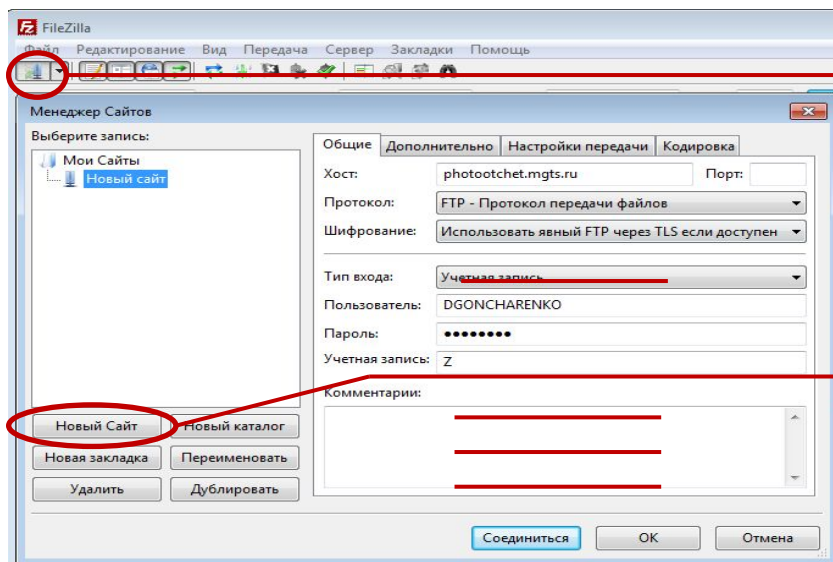 FileZilla
Файл Редактирование Вид Передача Сервер Закладки Помощь
Менеджер Сайтов
Выберите запись:
Мои Сайты
Новый сайт
Новый Сайт Новый каталог
Новая закладка Переименовать
Удалить Дублировать
Общие Дополнительно Настройки передачи Кодировка
Хост: photootchet.mgts.ru Порт:
Протокол: FTP - Протокол передачи файлов
Шифрование: Использовать явный FTP через TLS если доступен
Тип входа: Учетная запись
Пользователь: DGONCHARENKO
Пароль: ●●●●●●●●
Учетная запись: Z
Комментарии:
Соединиться OK Отмена